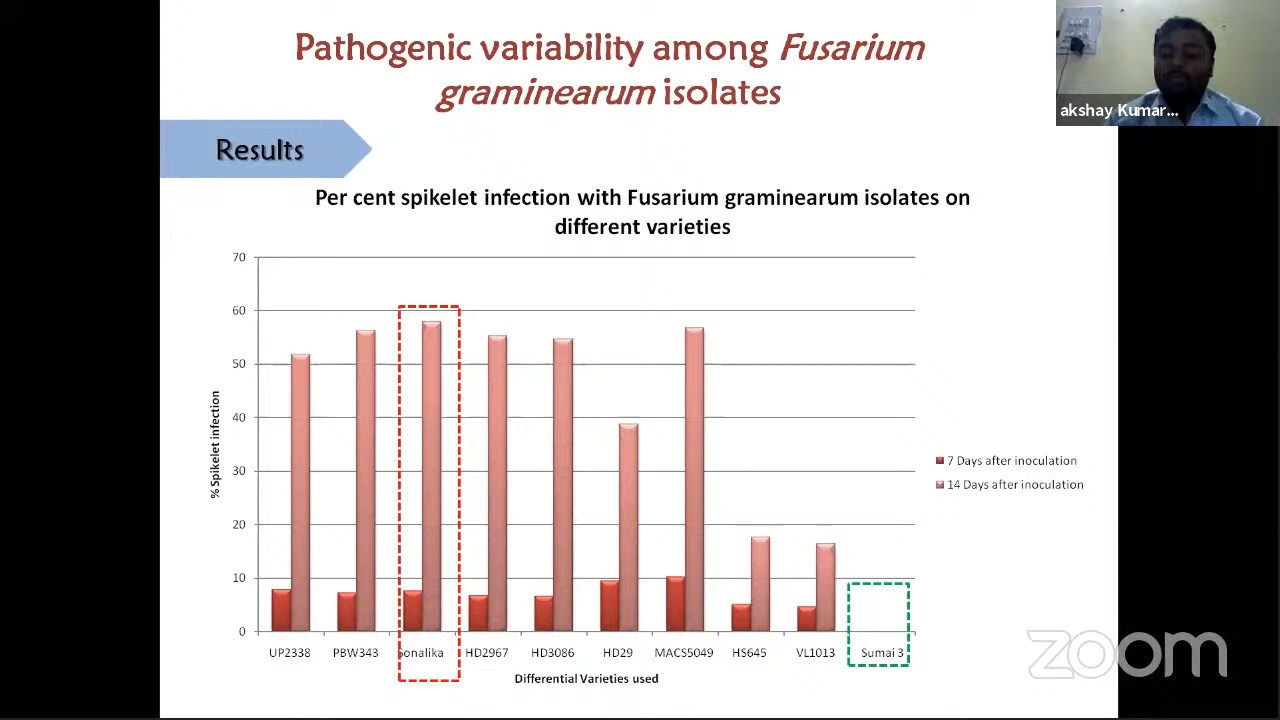 Pathogenic variability among Fusarium
graminearum isolates
akshay Kumar...
Results
Per cent spikelet infection with Fusarium graminearum isolates on
different varieties
70
60
50
40
30
20
10
0
% Spikelet infection
7 Days after inoculation
14 Days after inoculation
UP2338 PBW343 Sonalika HD2967 HD3086 HD29 MACS5049 HS645 VL1013 Sumai 3
Differential Varieties used
zoom